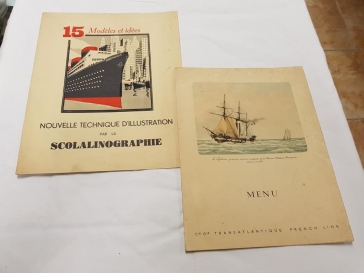 15 Modèles et idées
NOUVELLE TECHNIQUE D'ILLUSTRATION
PAR LA
SCOLALINOGRAPHIE
MENU
TRANSATLANTIQUE FRENCH LINE